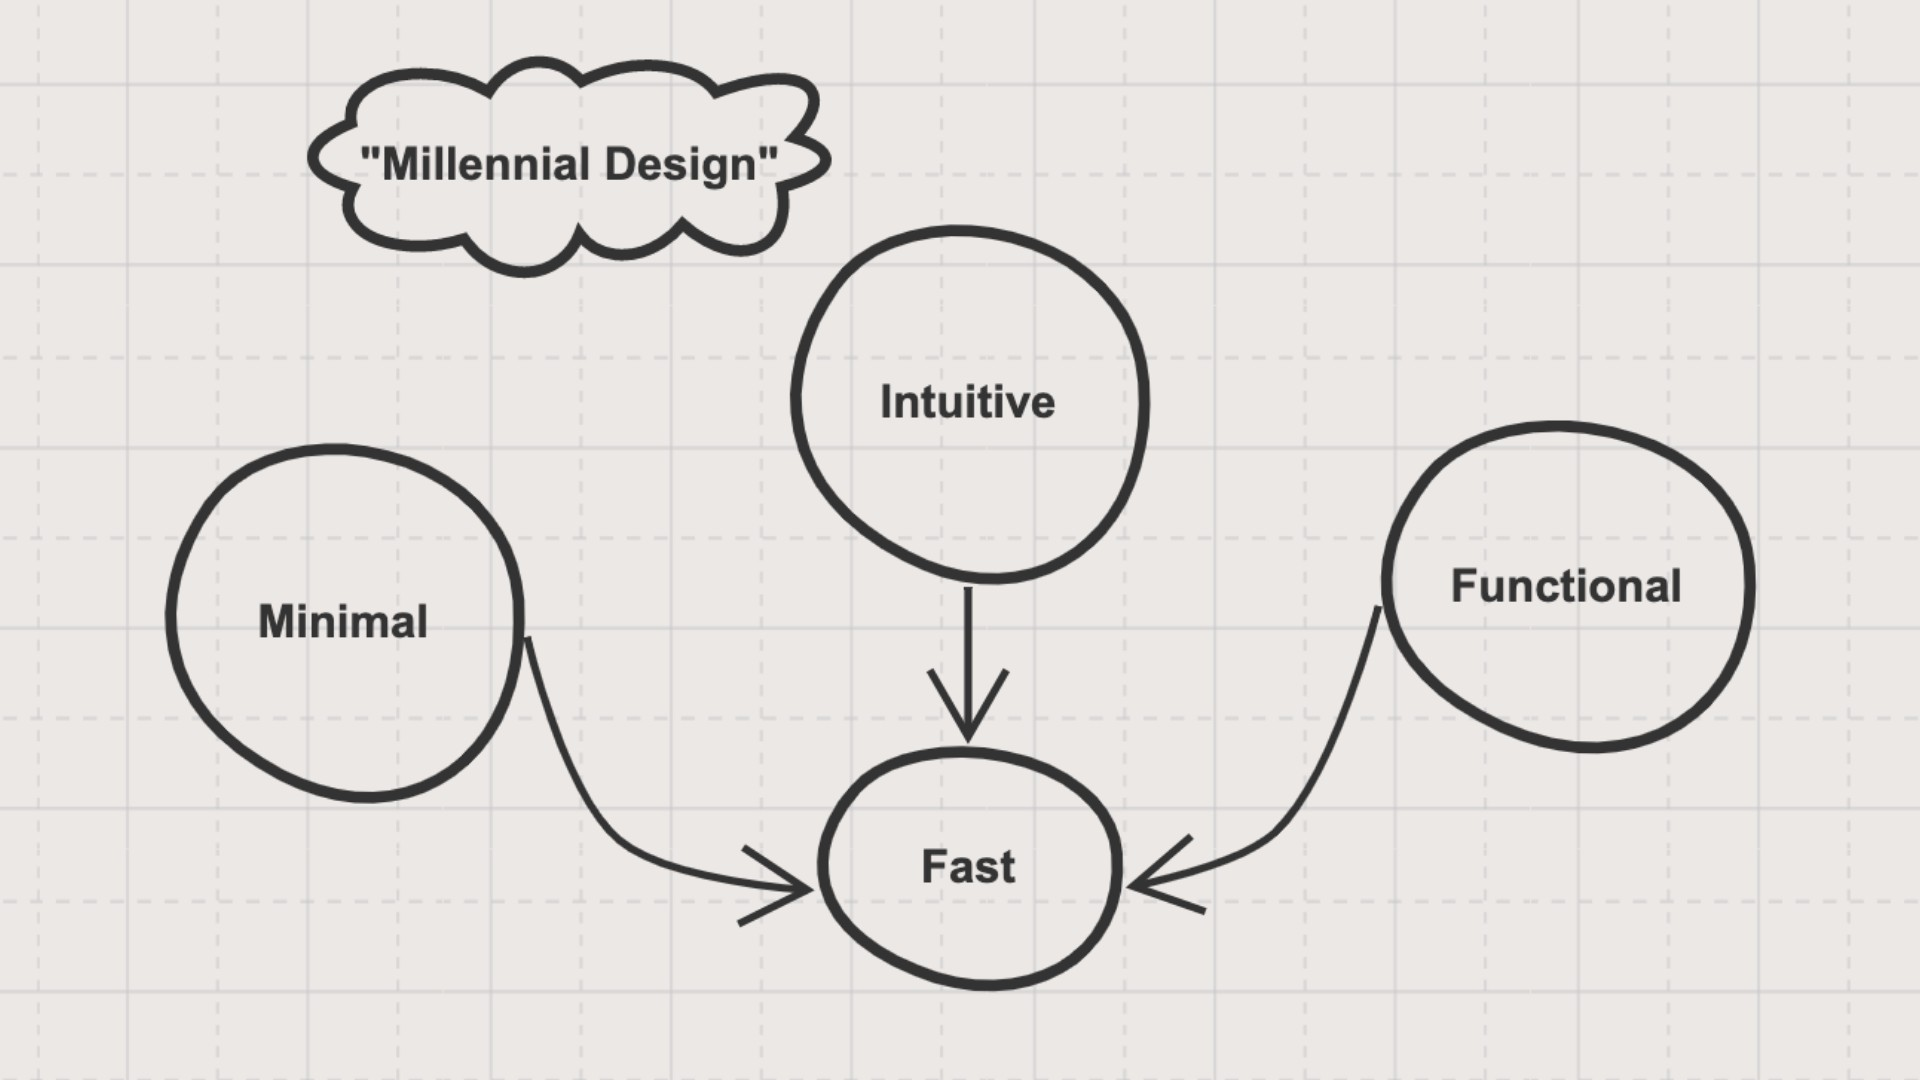 "Millennial Design"
Intuitive
Minimal
Functional
Fast